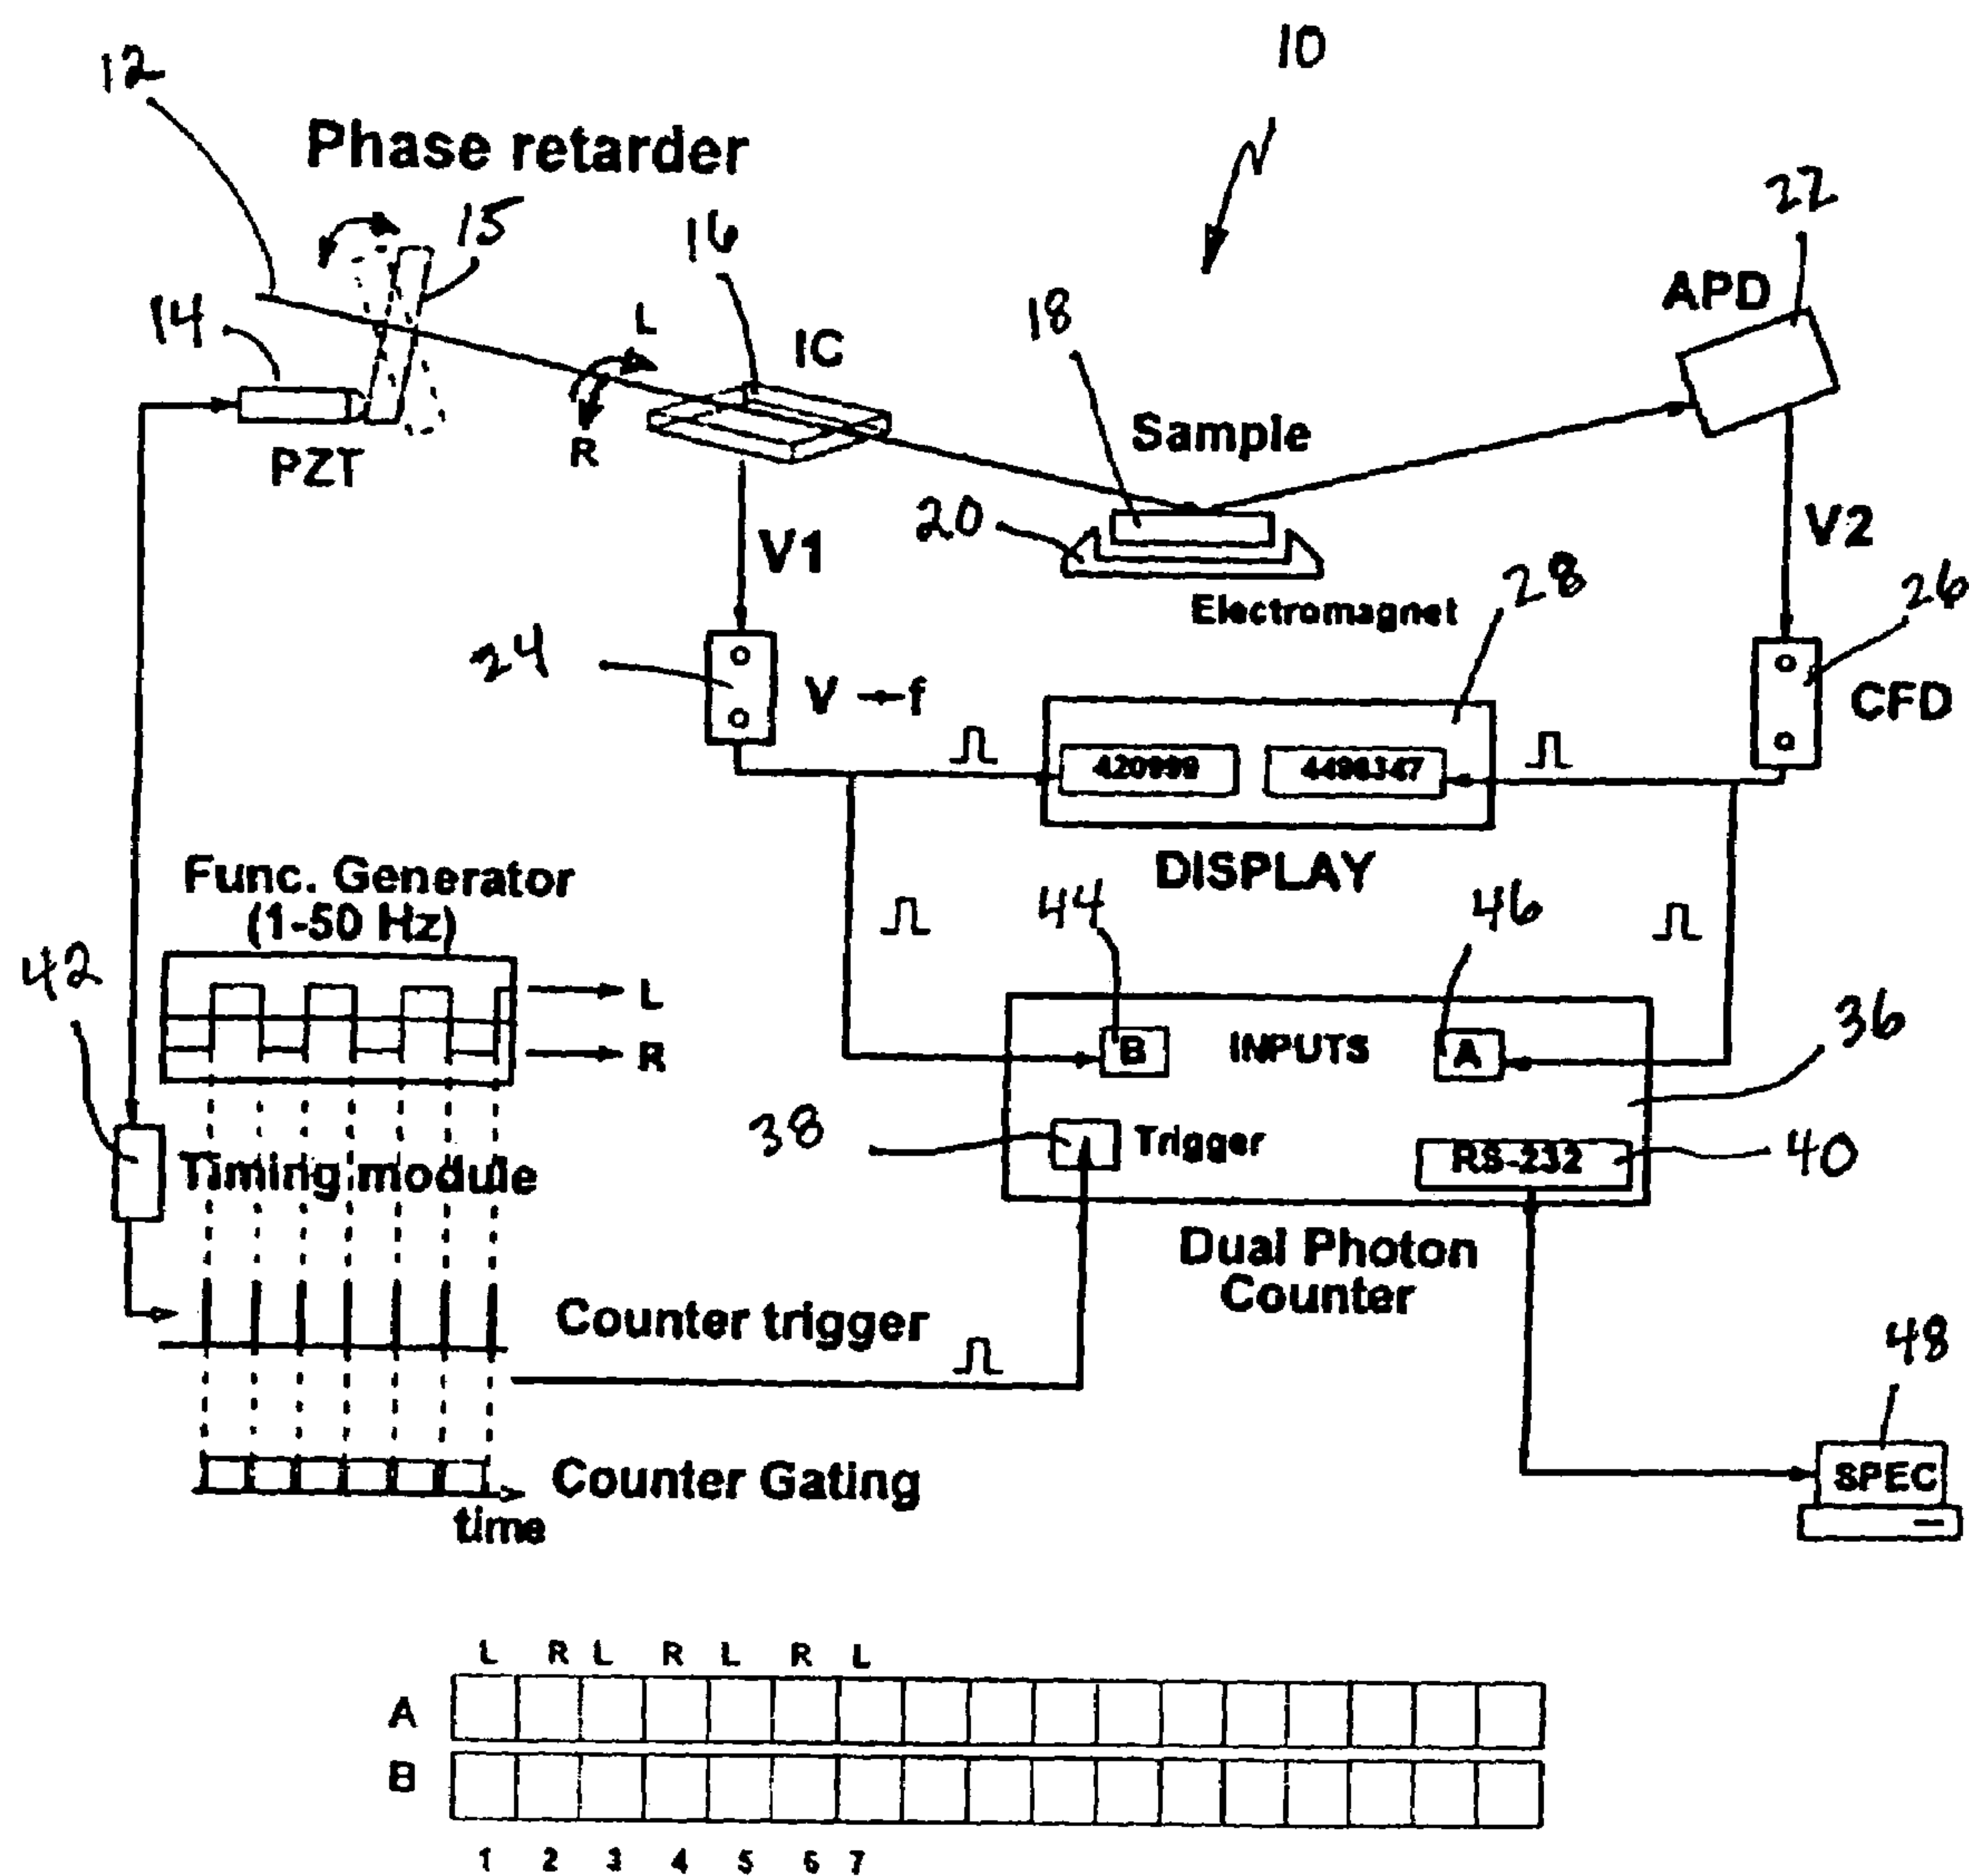 10
12
Phase retarder
15
16
22
14
L
IC
18
APD
R
PZT
Sample
V1
20
V2
Electromagnet
28
26
24
V → f
CFD
420999
DISPLAY
Func. Generator
(1-50 Hz)
44
46
42
L
R
B
INPUTS
A
36
38
Trigger
RS-232
40
Timing module
Dual Photon
Counter
Counter trigger
48
SPEC
Counter Gating
time
L R L R L R L
A
B
1 2 3 4 5 6 7